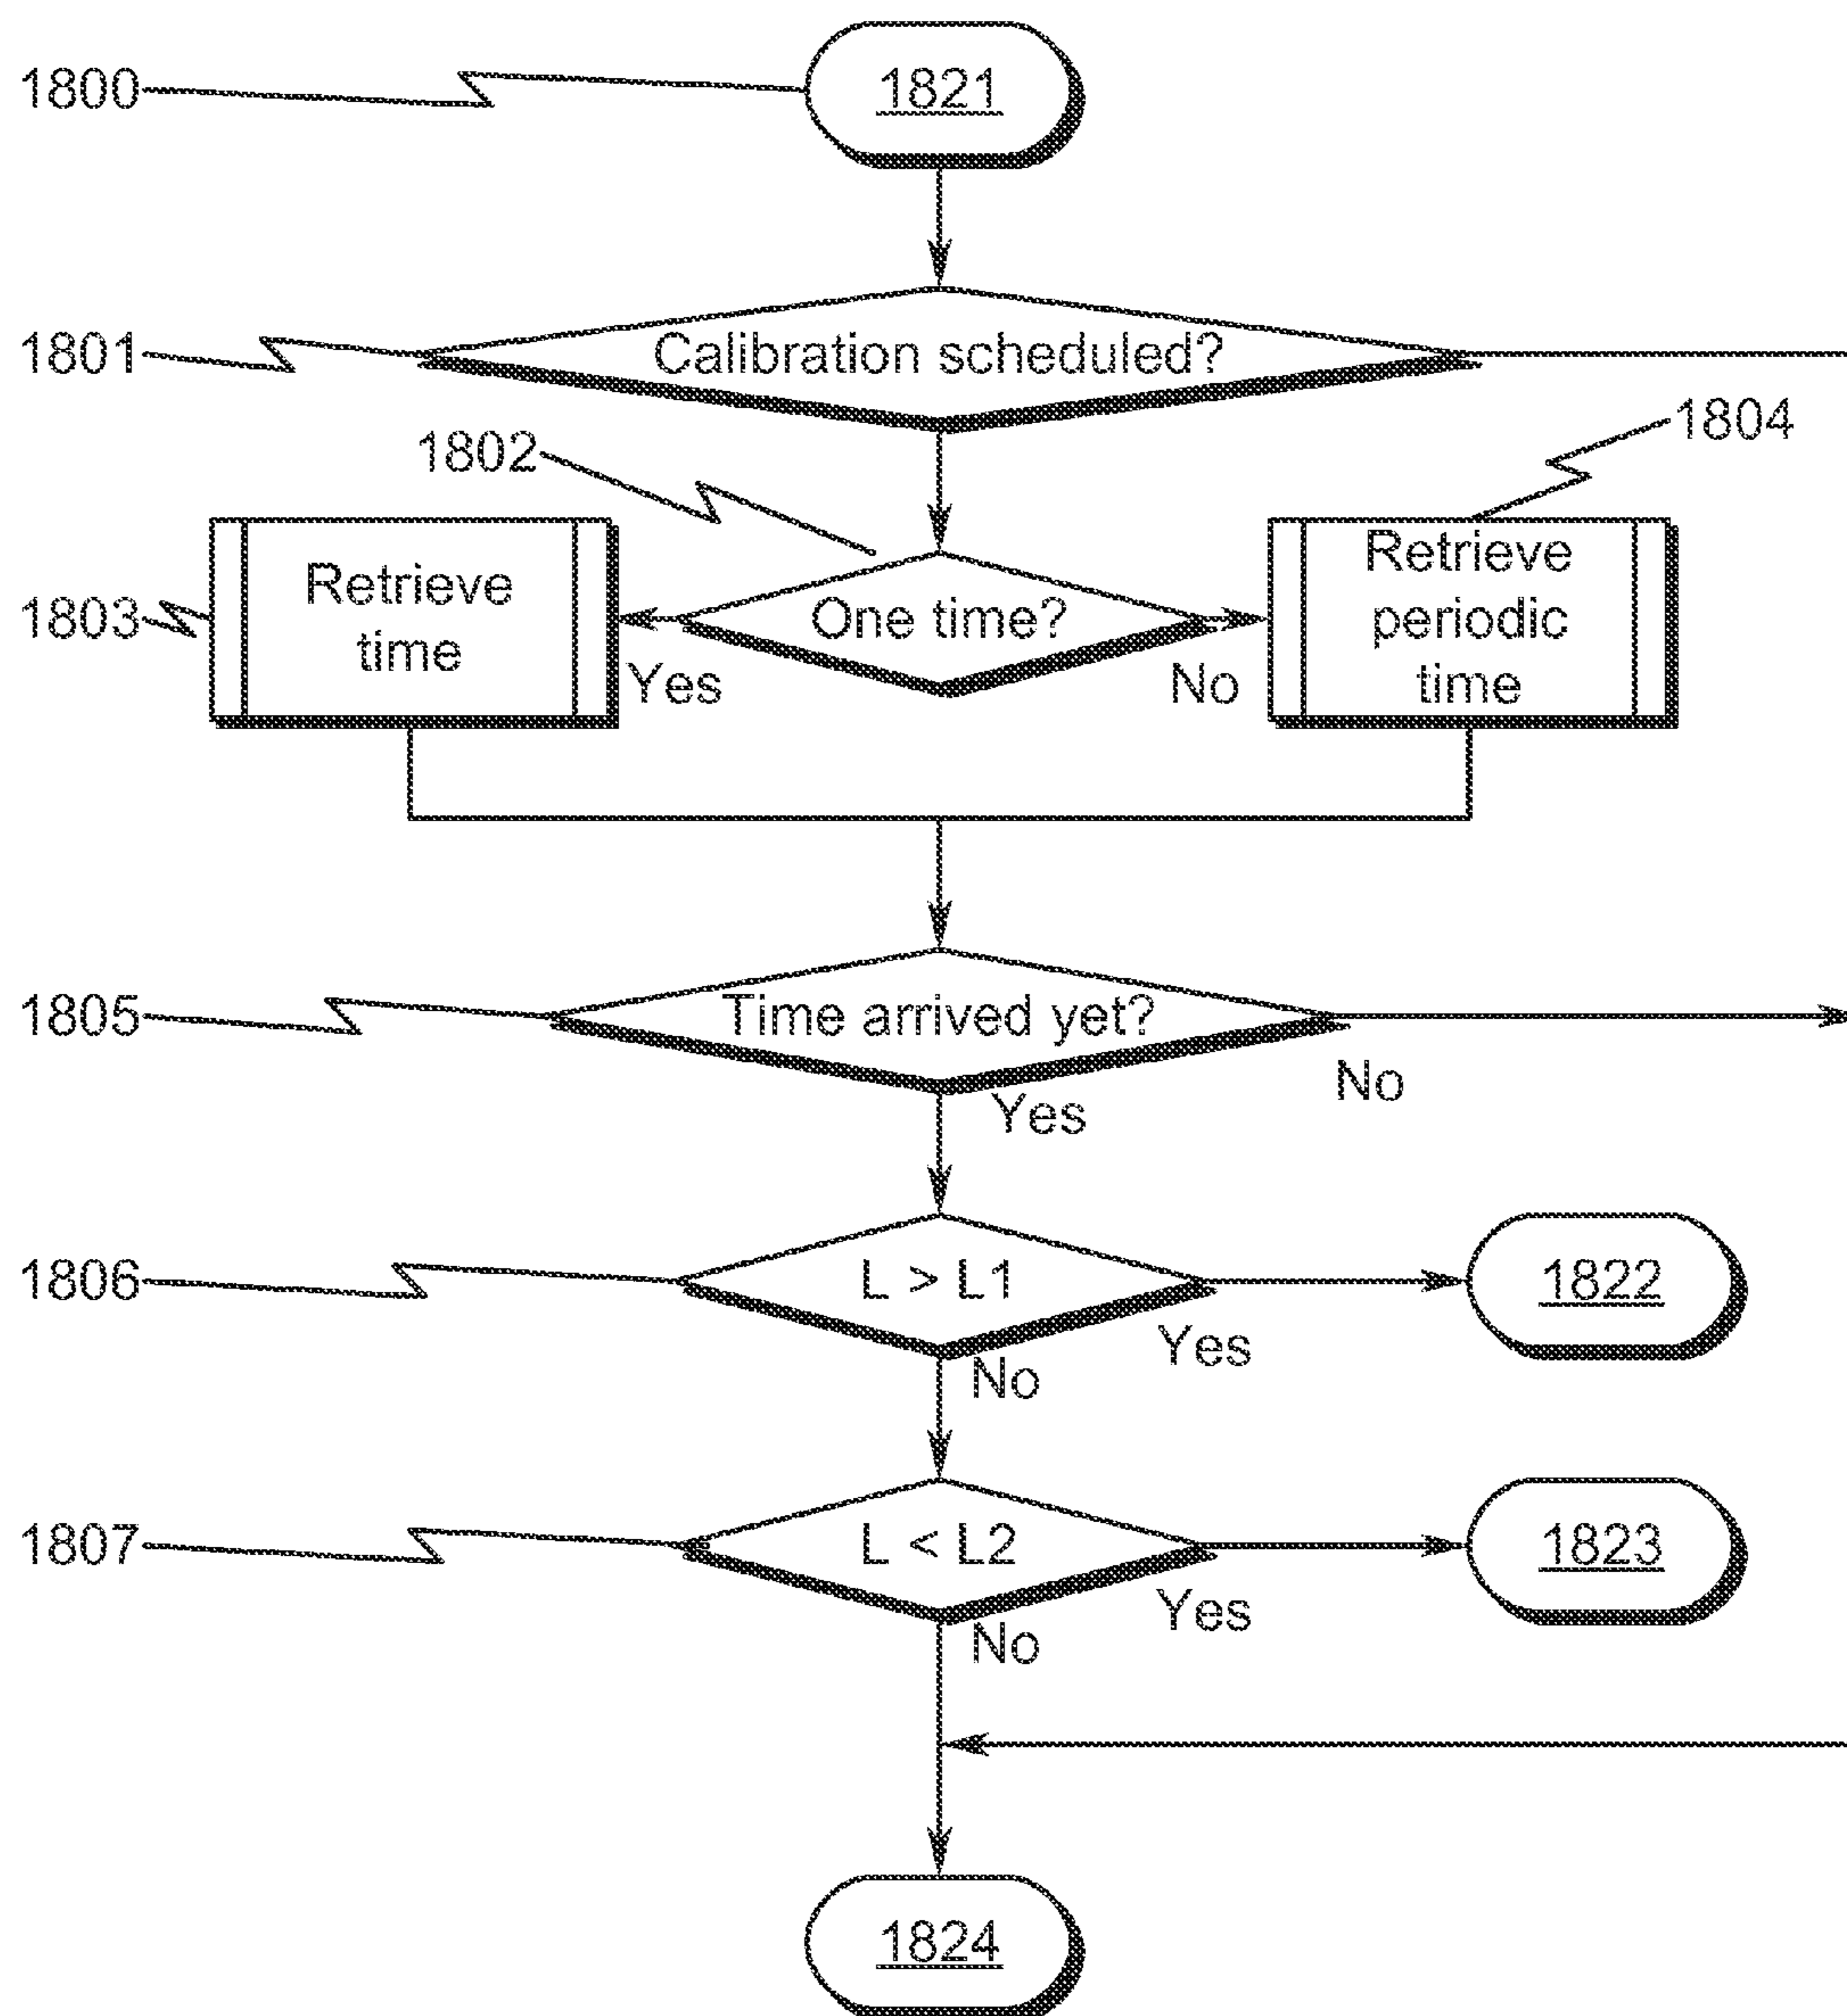 1800
1821
1801
Calibration scheduled?
1802
1804
1803
Retrieve
time
Yes
One time?
No
Retrieve
periodic
time
1805
Time arrived yet?
No
Yes
1806
L > L1
1822
Yes
No
1807
L < L2
1823
Yes
No
1824